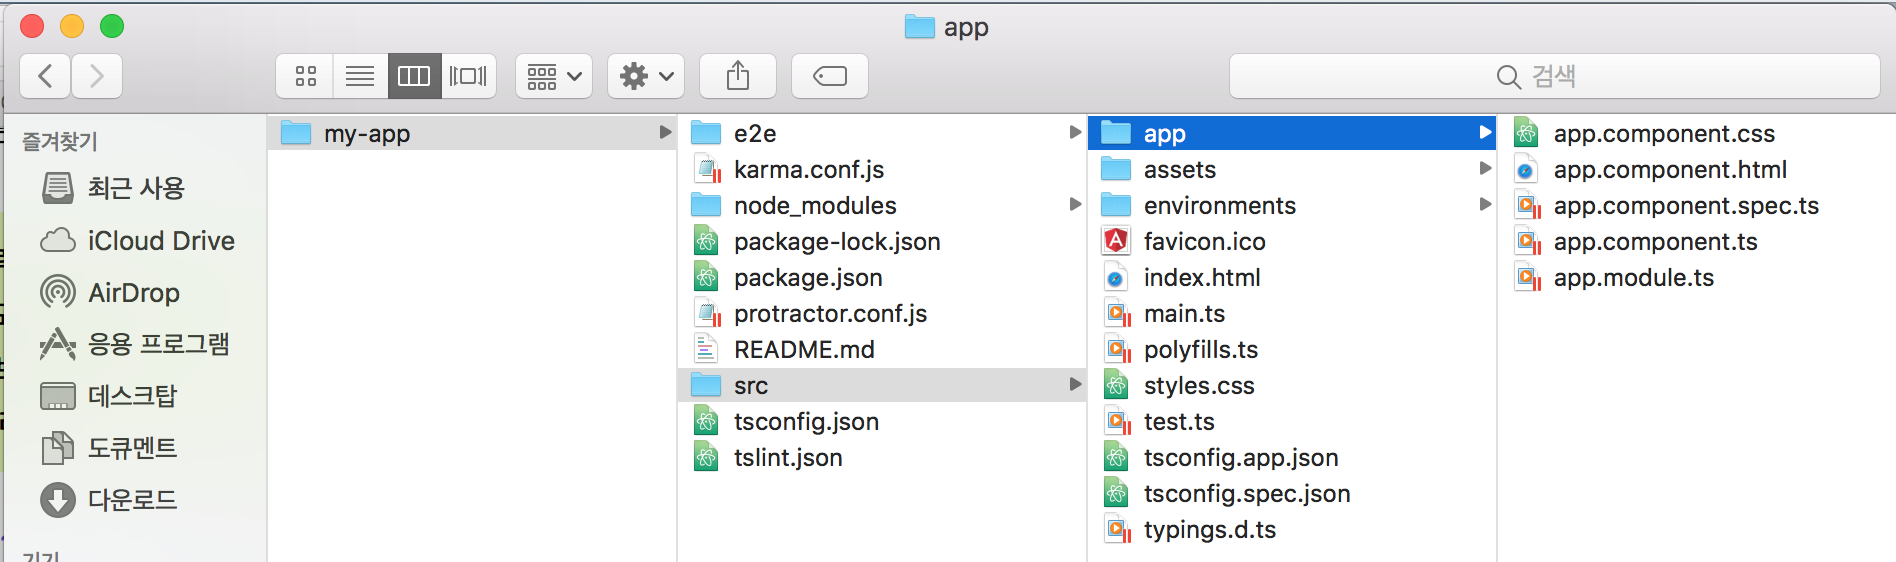 app
검색
즐겨찾기
최근 사용
iCloud Drive
AirDrop
응용 프로그램
데스크탑
도큐멘트
다운로드
my-app
e2e
karma.conf.js
node_modules
package-lock.json
package.json
protractor.conf.js
README.md
src
tsconfig.json
tslint.json
app
assets
environments
favicon.ico
index.html
main.ts
polyfills.ts
styles.css
test.ts
tsconfig.app.json
tsconfig.spec.json
typings.d.ts
app.component.css
app.component.html
app.component.spec.ts
app.component.ts
app.module.ts